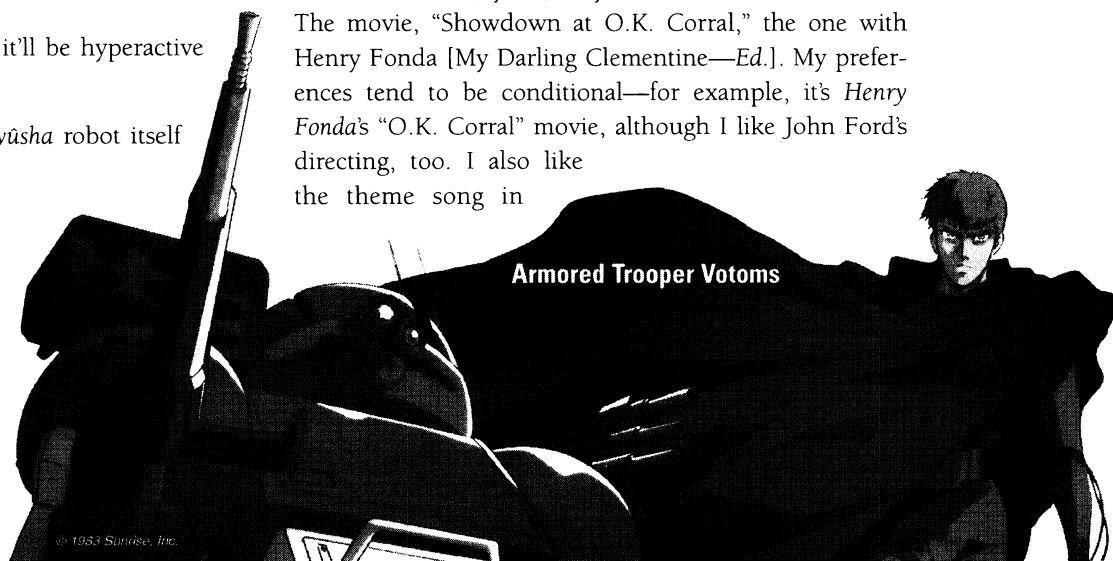 it'll be hyperactive
yûsha robot itself
The movie, “Showdown at O.K. Corral,” the one with
Henry Fonda [My Darling Clementine—Ed.]. My prefer-
ences tend to be conditional—for example, it's Henry
Fonda's “O.K. Corral” movie, although I like John Ford's
directing, too. I also like
the theme song in
Armored Trooper Votoms
© 1983 Sunrise, Inc.